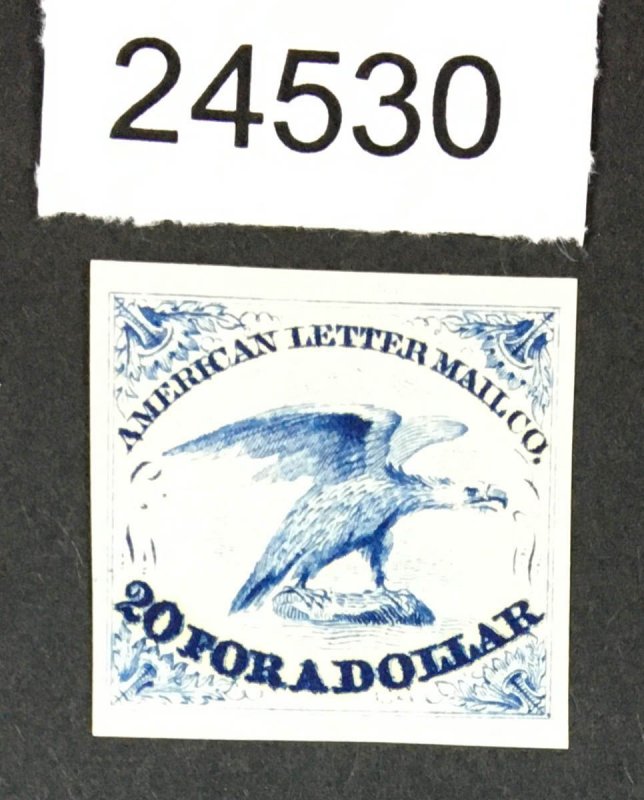 24530
AMERICAN LETTER MAIL CO.
20 FOR A DOLLAR